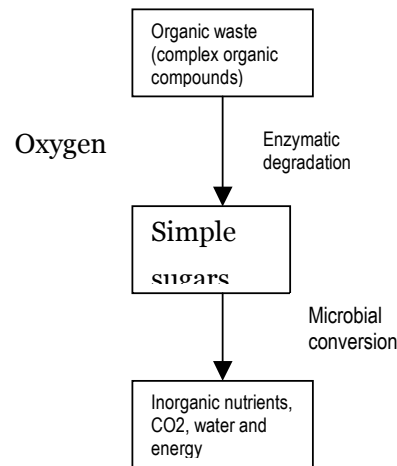 Organic waste
(complex organic
compounds)
Oxygen
Enzymatic
degradation
Simple
sugars
Microbial
conversion
Inorganic nutrients,
CO2, water and
energy